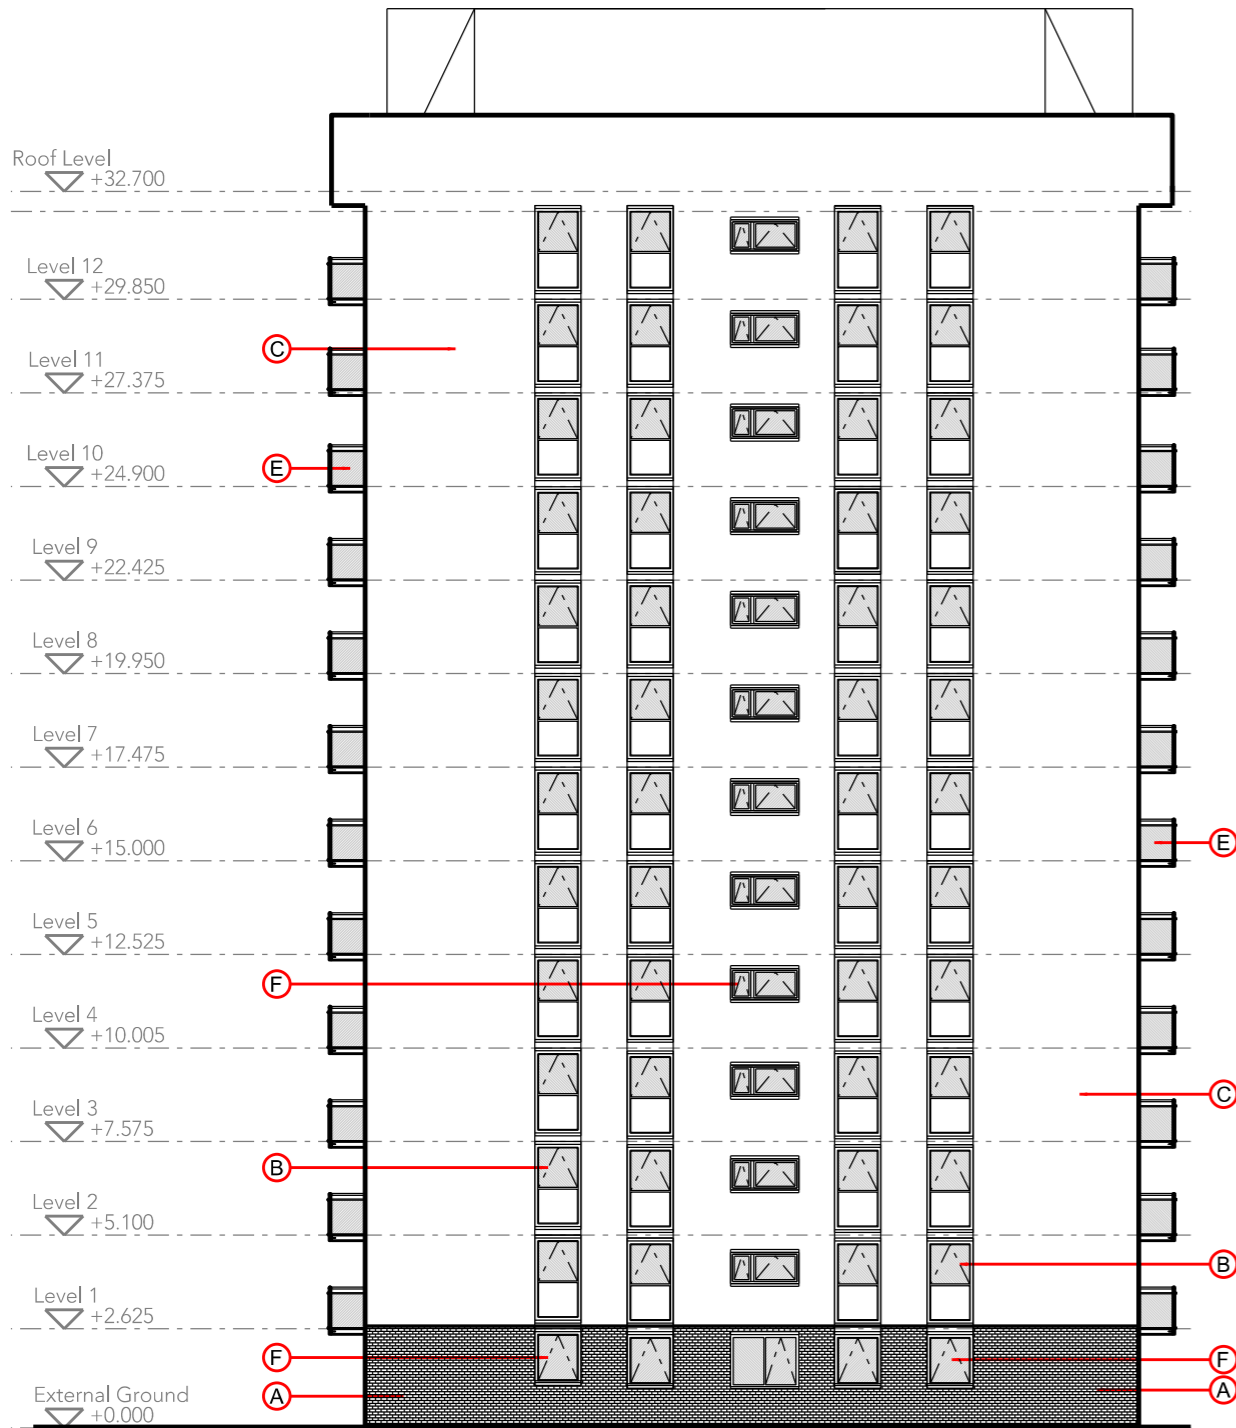 Roof Level
+32.700
Level 12
+29.850
C
Level 11
+27.375
Level 10
+24.900
E
Level 9
+22.425
Level 8
+19.950
Level 7
+17.475
Level 6
+15.000
E
Level 5
+12.525
F
Level 4
+10.005
C
Level 3
+7.575
B
Level 2
+5.100
B
Level 1
+2.625
F
F
A
A
External Ground
+0.000